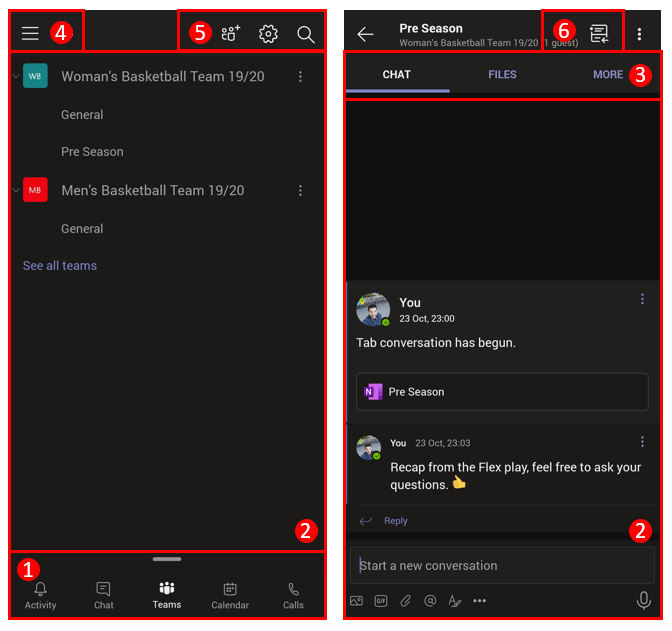 4
5
WB Woman's Basketball Team 19/20
General
Pre Season
MB Men's Basketball Team 19/20
General
See all teams
2
1
Activity Chat Teams Calendar Calls
Pre Season
Woman's Basketball Team 19/20 (1 guest)
6
CHAT FILES MORE
3
You
23 Oct, 23:00
Tab conversation has begun.
N Pre Season
You 23 Oct, 23:03
Recap from the Flex play, feel free to ask your
questions. 👍
Reply
2
Start a new conversation
GIF